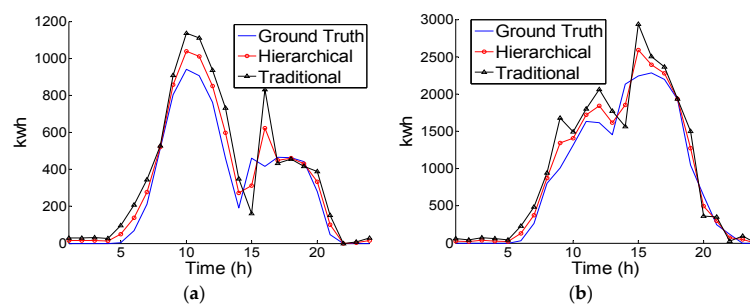 1200
1000
800
600
400
200
0
kwh
5
10
15
20
Time (h)
Ground Truth
Hierarchical
Traditional
(a)
3000
2500
2000
1500
1000
500
0
kwh
5
10
15
20
Time (h)
Ground Truth
Hierarchical
Traditional
(b)